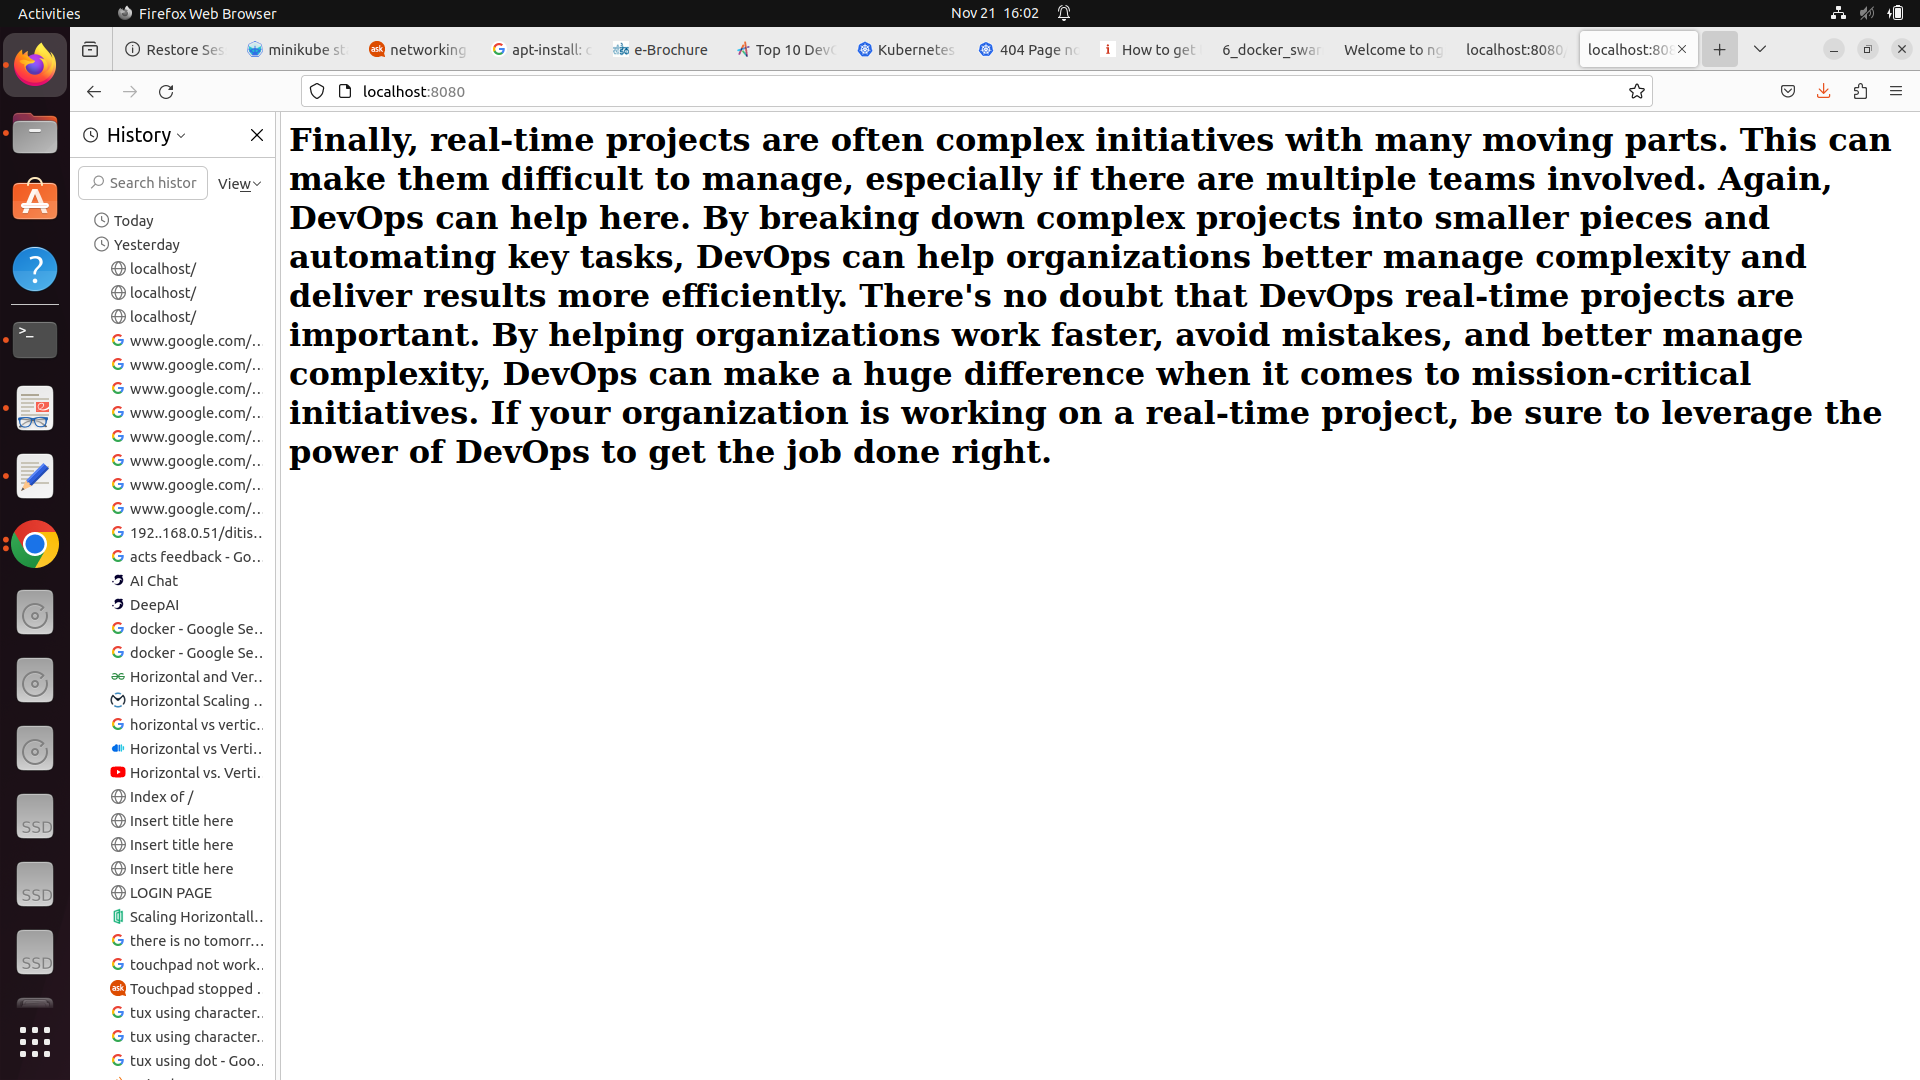 Activities
Firefox Web Browser
Nov 21 16:02
Restore Ses
minikube st
networking
apt-install: c
e-Brochure
Top 10 DevO
Kubernetes
404 Page no
How to get
6_docker_swar
Welcome to ng
localhost:8080/
localhost:808
localhost:8080
History
Search histor
View
Today
Yesterday
localhost/
localhost/
localhost/
www.google.com/…
www.google.com/…
www.google.com/…
www.google.com/…
www.google.com/…
www.google.com/…
www.google.com/…
www.google.com/…
192..168.0.51/ditis…
acts feedback - Go…
AI Chat
DeepAI
docker - Google Se…
docker - Google Se…
Horizontal and Ver…
Horizontal Scaling …
horizontal vs vertic…
Horizontal vs Verti…
Horizontal vs. Verti…
Index of /
Insert title here
Insert title here
Insert title here
LOGIN PAGE
Scaling Horizontall…
there is no tomorr…
touchpad not work…
Touchpad stopped …
tux using character…
tux using character…
tux using dot - Goo…
Finally, real-time projects are often complex initiatives with many moving parts. This can
make them difficult to manage, especially if there are multiple teams involved. Again,
DevOps can help here. By breaking down complex projects into smaller pieces and
automating key tasks, DevOps can help organizations better manage complexity and
deliver results more efficiently. There's no doubt that DevOps real-time projects are
important. By helping organizations work faster, avoid mistakes, and better manage
complexity, DevOps can make a huge difference when it comes to mission-critical
initiatives. If your organization is working on a real-time project, be sure to leverage the
power of DevOps to get the job done right.
SSD
SSD
SSD